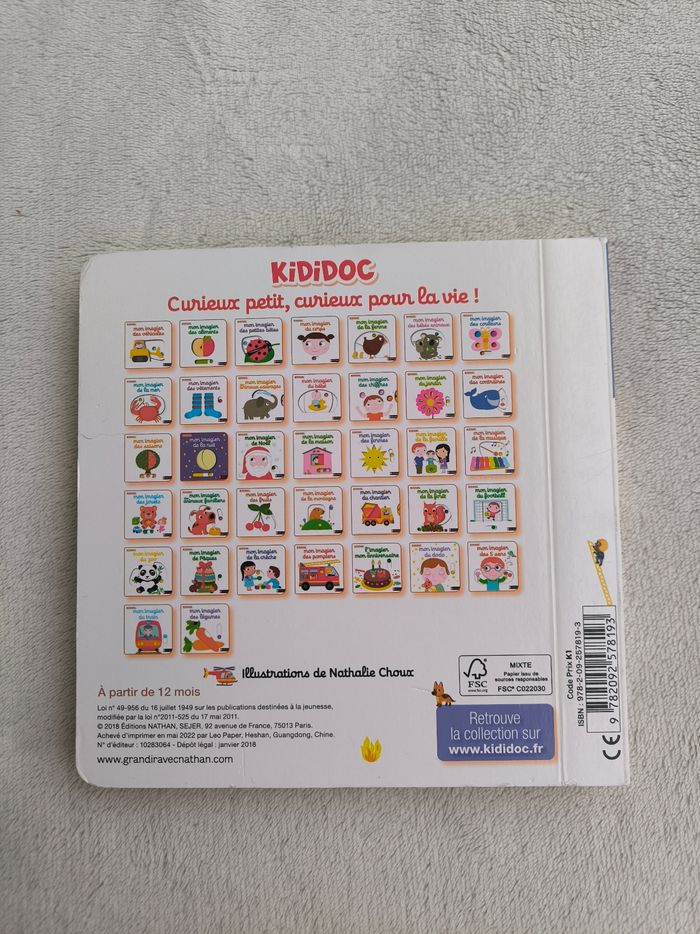 KiDiDOC
Curieux petit, curieux pour la vie !
mon imagier des véhicules
mon imagier des aliments
mon imagier des petites bêtes
mon imagier du corps
mon imagier de la ferme
mon imagier des bébés animaux
mon imagier des couleurs
mon imagier de la mer
mon imagier des vêtements
mon imagier animaux sauvages
mon imagier du bébé
mon imagier des chiffres
mon imagier du jardin
mon imagier des contraires
mon imagier des saisons
mon imagier de la nuit
mon imagier de Noël
mon imagier de la maison
mon imagier des formes
mon imagier de la famille
mon imagier de la musique
mon imagier des jouets
mon imagier animaux familiers
mon imagier des fruits
mon imagier de la montagne
mon imagier du chantier
mon imagier de la forêt
mon imagier du football
mon imagier du zoo
mon imagier de Pâques
mon imagier de la crèche
mon imagier des pompiers
l'imagier mon anniversaire
mon imagier du dodo
mon imagier des 5 sens
mon imagier du train
mon imagier des légumes
Illustrations de Nathalie Choux
À partir de 12 mois
Loi n° 49-956 du 16 juillet 1949 sur les publications destinées à la jeunesse,
modifiée par la loi n°2011-525 du 17 mai 2011.
© 2018 Éditions NATHAN, SEJER, 92 avenue de France, 75013 Paris.
Achevé d'imprimer en mai 2022 par Leo Paper, Heshan, Guangdong, Chine.
N° d'éditeur : 10283064 - Dépôt légal : janvier 2018
www.grandiravecnathan.com
FSC
www.fsc.org
MIXTE
Papier issu de
sources responsables
FSC® C022030
Retrouve
la collection sur
www.kididoc.fr
Code Prix K1
ISBN : 978-2-09-257819-3
9 782092 578193
CE